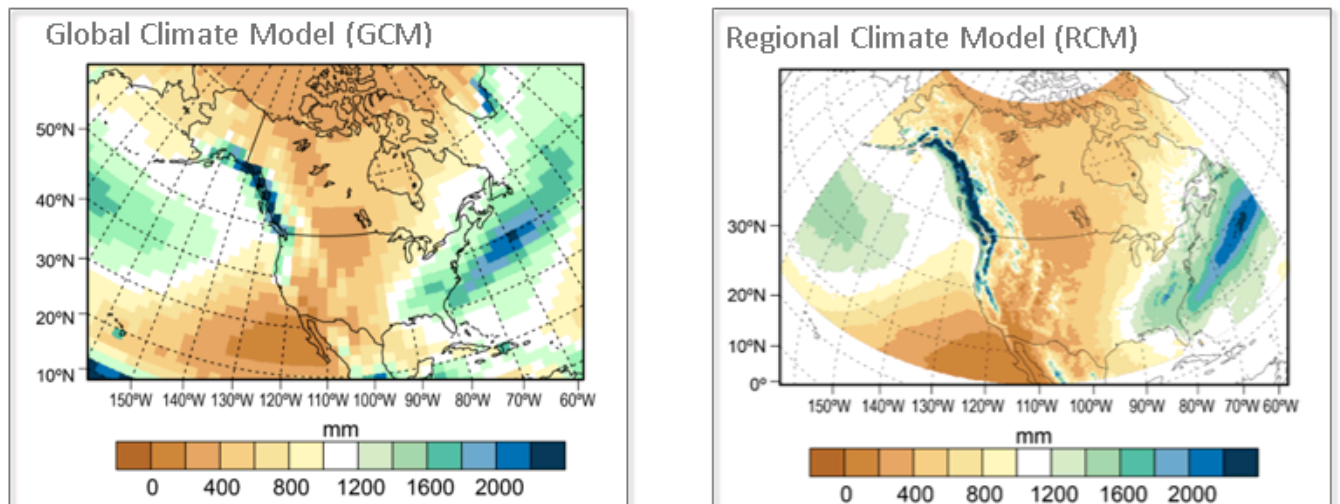 Global Climate Model (GCM)
50°N
40°N
30°N
20°N
10°N
150°W 140°W 130°W 120°W 110°W 100°W 90°W 80°W 70°W 60°W
mm
0 400 800 1200 1600 2000
Regional Climate Model (RCM)
30°N
20°N
10°N
0°
150°W 140°W 130°W 120°W 110°W 100°W 90°W 80°W 70°W 60°W
mm
0 400 800 1200 1600 2000